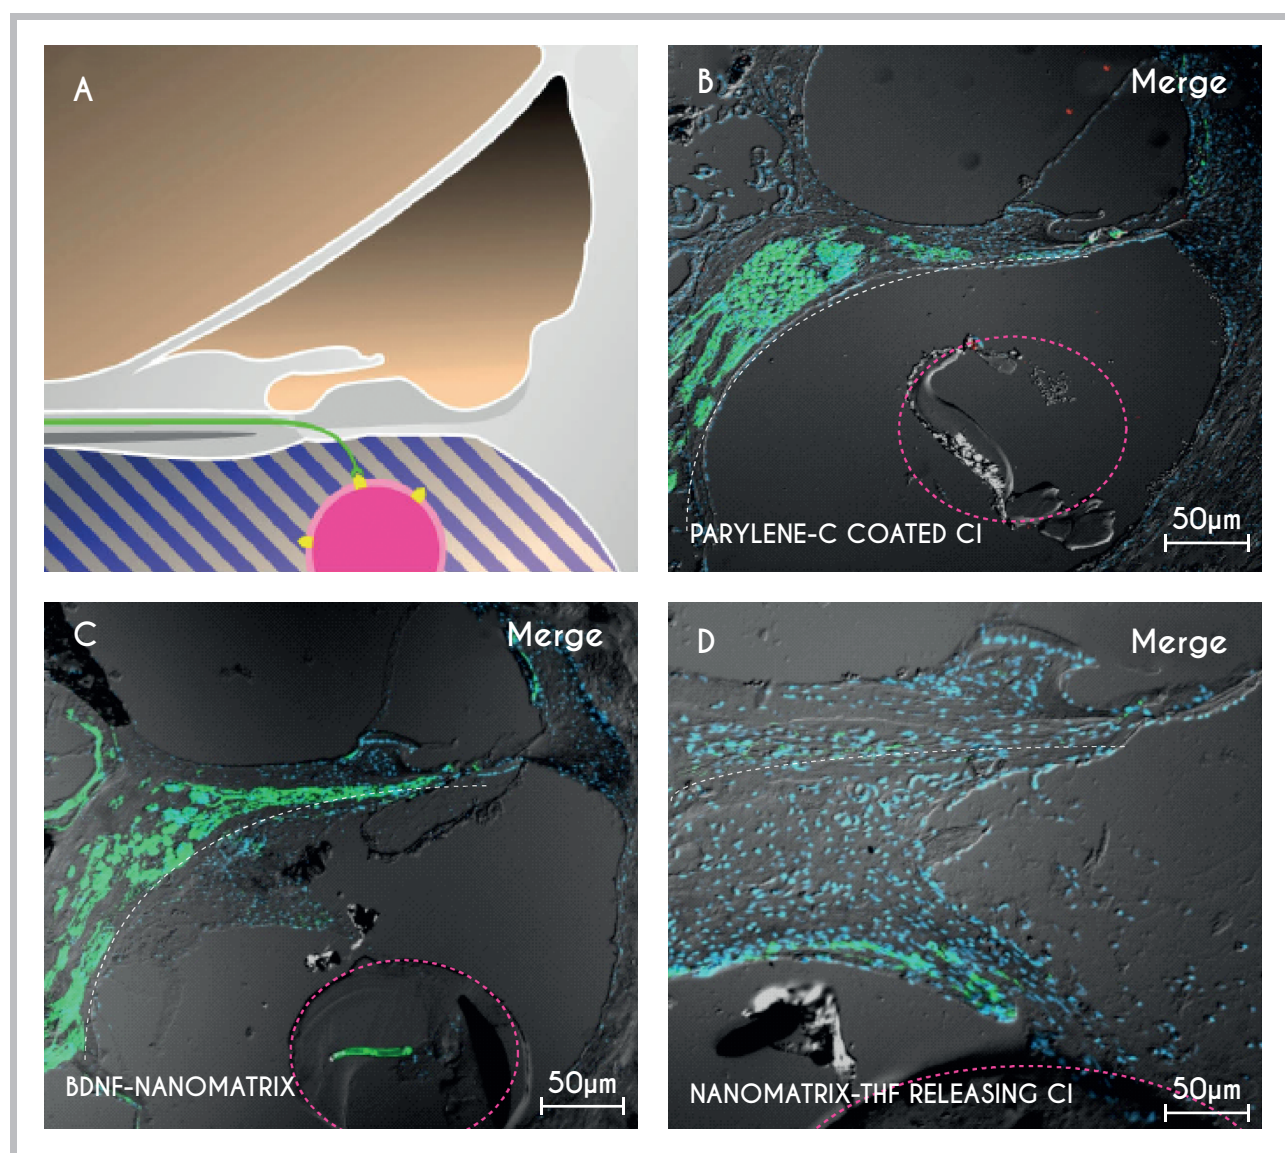 A
B
Merge
PARYLENE-C COATED CI
50µm
C
Merge
BDNF-NANOMATRIX
50µm
D
Merge
NANOMATRIX-THF RELEASING CI
50µm